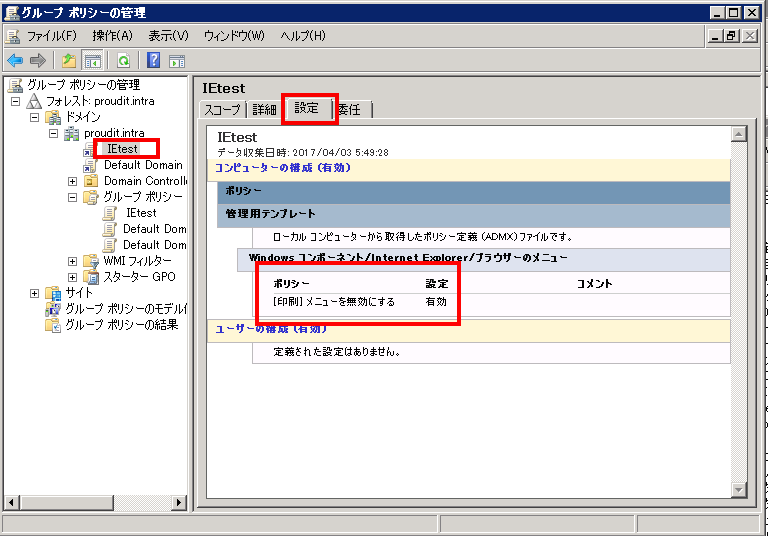 グループ ポリシーの管理
ファイル(F) 操作(A) 表示(V) ウィンドウ(W) ヘルプ(H)
グループ ポリシーの管理
フォレスト: proudit.intra
ドメイン
proudit.intra
IEtest
Default Domain
Domain Controlle
グループ ポリシー
IEtest
Default Dom
Default Dom
WMI フィルター
スターター GPO
サイト
グループ ポリシーのモデル化
グループ ポリシーの結果
IEtest
スコープ 詳細 設定 委任
IEtest
データ収集日時: 2017/04/03 5:49:28
コンピューターの構成 (有効)
ポリシー
管理用テンプレート
ローカル コンピューターから取得したポリシー定義 (ADMX) ファイルです。
Windows コンポーネント/Internet Explorer/ブラウザーのメニュー
ポリシー 設定 コメント
[印刷] メニューを無効にする 有効
ユーザーの構成 (有効)
定義された設定はありません。